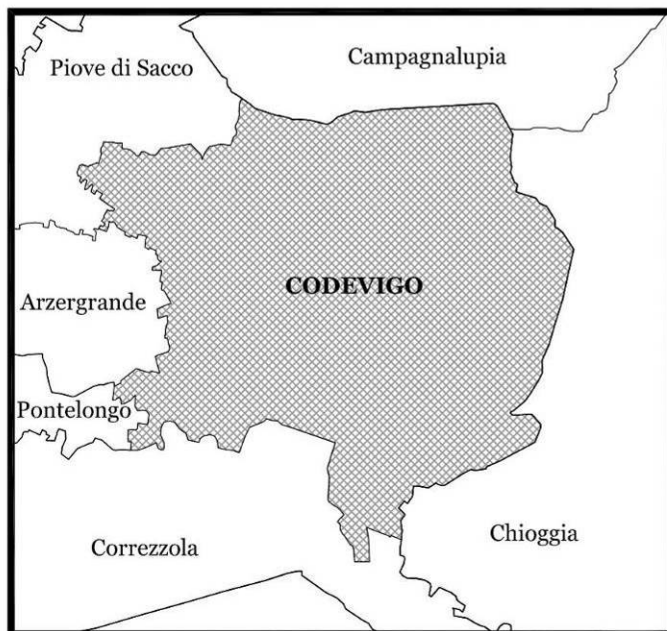 Piove di Sacco
Campagnalupia
CODEVIGO
Arzergrande
Pontelongo
Correzzola
Chioggia